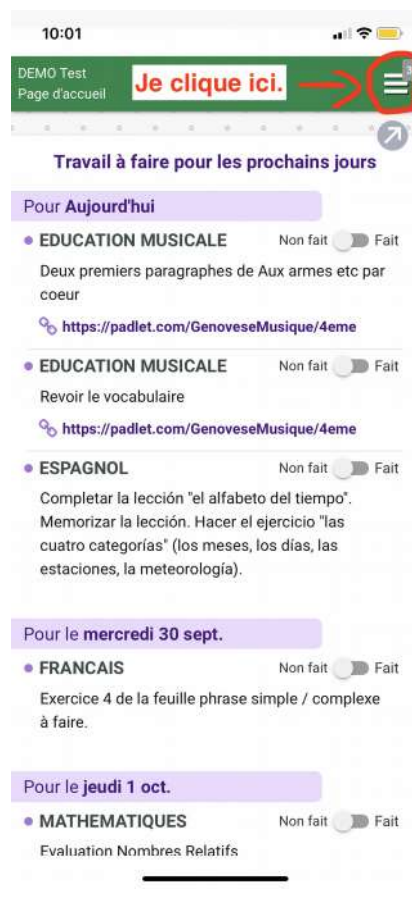 10:01
DEMO Test
Page d'accueil
Je clique ici.
3
Travail à faire pour les prochains jours
Pour Aujourd'hui
EDUCATION MUSICALE Non fait Fait
Deux premiers paragraphes de Aux armes etc par
coeur
https://padlet.com/GenoveseMusique/4eme
EDUCATION MUSICALE Non fait Fait
Revoir le vocabulaire
https://padlet.com/GenoveseMusique/4eme
ESPAGNOL Non fait Fait
Completar la lección "el alfabeto del tiempo".
Memorizar la lección. Hacer el ejercicio "las
cuatro categorías" (los meses, los días, las
estaciones, la meteorología).
Pour le mercredi 30 sept.
FRANCAIS Non fait Fait
Exercice 4 de la feuille phrase simple / complexe
à faire.
Pour le jeudi 1 oct.
MATHEMATIQUES Non fait Fait
Evaluation Nombres Relatifs